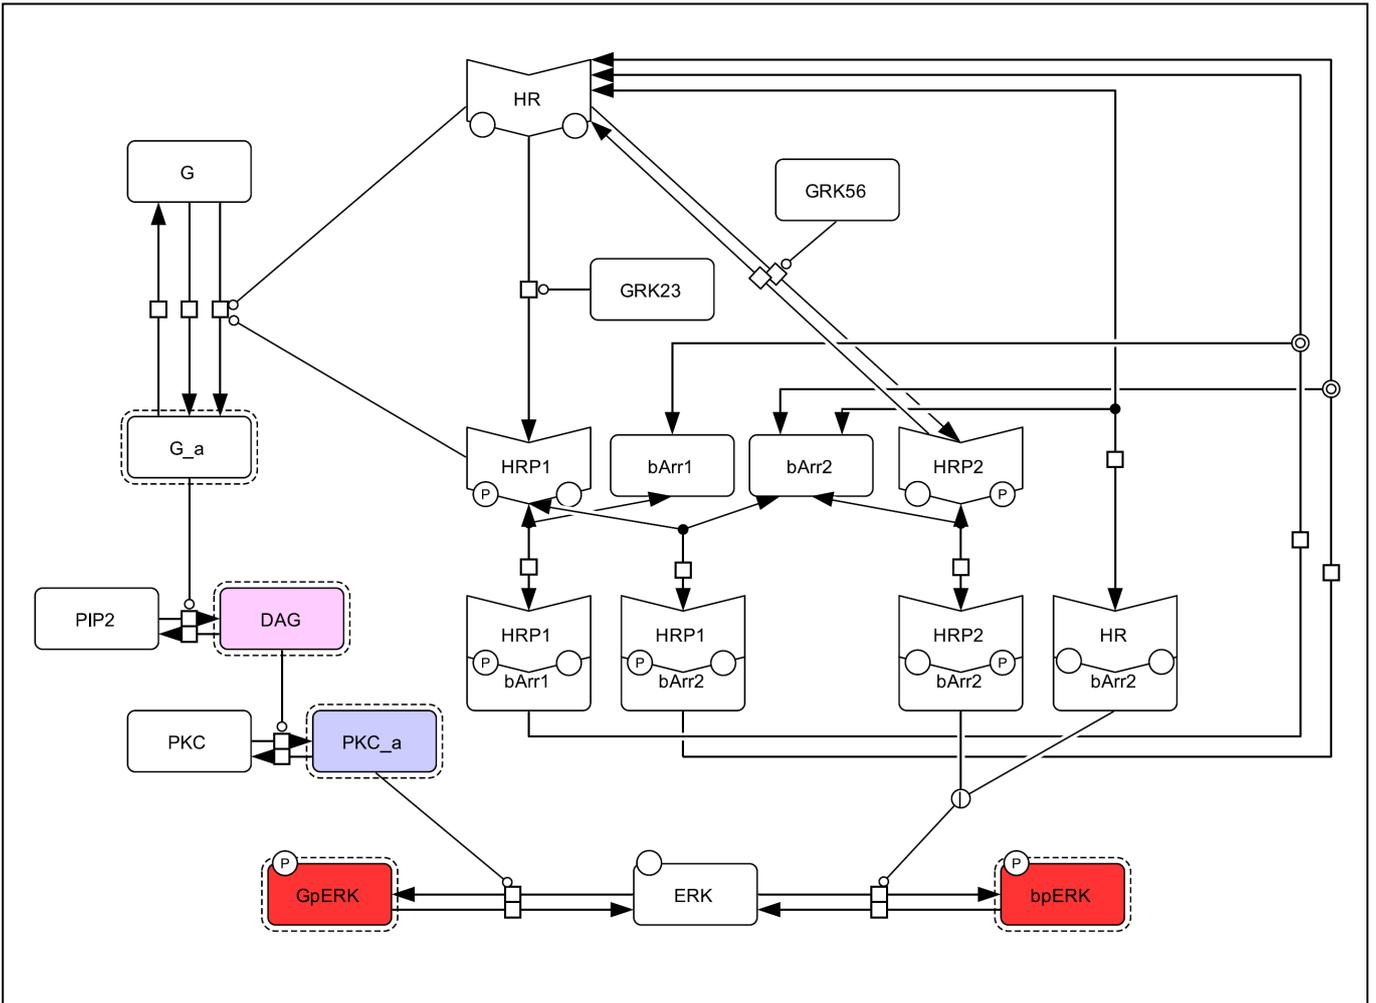 HR
G
GRK56
GRK23
G_a
HRP1
bArr1
bArr2
HRP2
P
P
PIP2
DAG
HRP1
HRP1
HRP2
HR
P
P
P
bArr1
bArr2
bArr2
bArr2
PKC
PKC_a
P
P
GpERK
ERK
bpERK